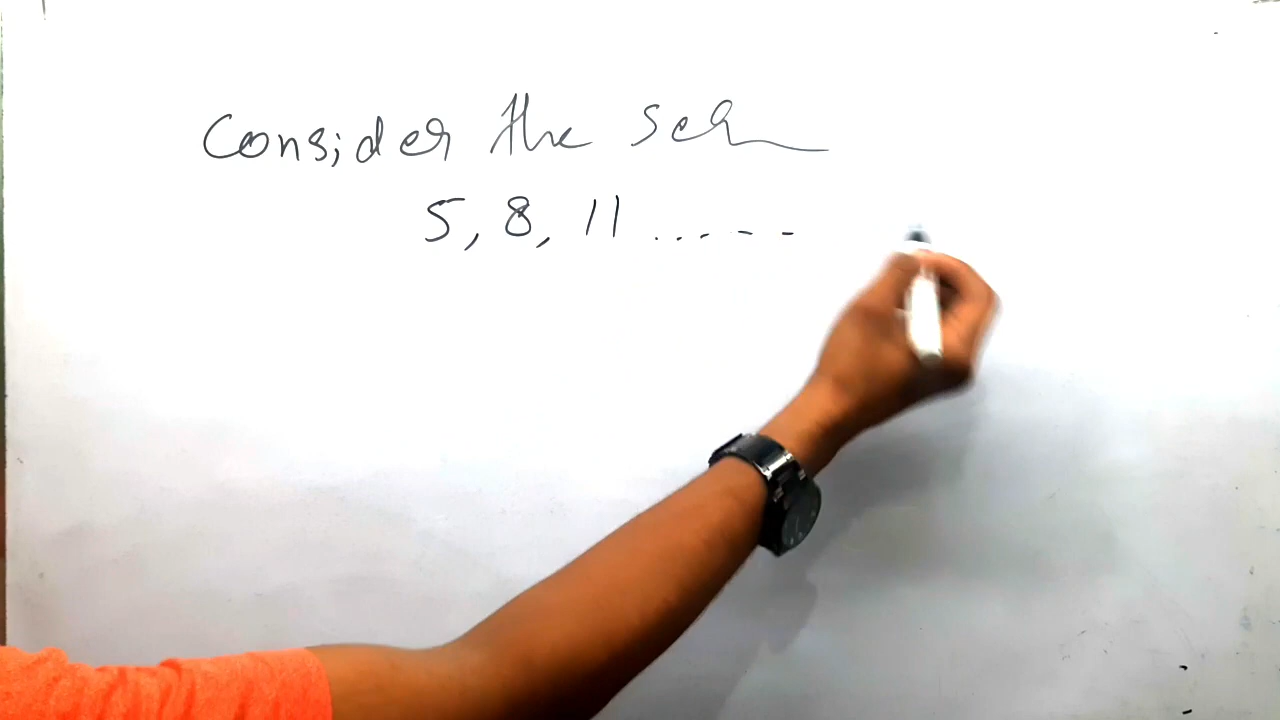 Consider the
5, 8, 11 ........